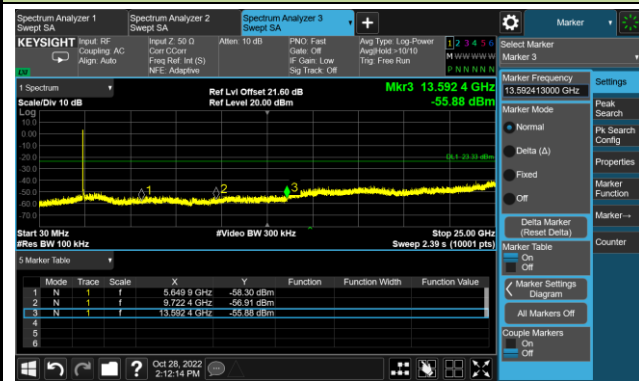 Spectrum Analyzer 1
Swept SA
Spectrum Analyzer 2
Swept SA
Spectrum Analyzer 3
Swept SA
Marker
KEYSIGHT
Input: RF
Coupling: AC
Align: Auto
Input Z: 50 Ω
Corr CCorr
Freq Ref: Int (S)
NFE: Adaptive
Atten: 10 dB
PNO: Fast
Gate: Off
IF Gain: Low
Sig Track: Off
Avg Type: Log-Power
Avg|Hold:>10/10
Trig: Free Run
1 2 3 4 5 6
M W W W W W
P N N N N N
Select Marker
Marker 3
LXI
1 Spectrum
Scale/Div 10 dB
Ref Lvl Offset 21.60 dB
Ref Level 20.00 dBm
Mkr3 13.592 4 GHz
-55.88 dBm
Log
10.0
0.00
-10.0
-20.0
-30.0
-40.0
-50.0
-60.0
-70.0
DL1 -23.33 dBm
1
2
3
Start 30 MHz
#Res BW 100 kHz
#Video BW 300 kHz
Stop 25.00 GHz
Sweep 2.39 s (10001 pts)
5 Marker Table
Mode Trace Scale X Y Function Function Width Function Value
1 N 1 f 5.649 9 GHz -58.30 dBm
2 N 1 f 9.722 4 GHz -56.91 dBm
3 N 1 f 13.592 4 GHz -55.88 dBm
4
5
6
Marker Frequency
13.592413000 GHz
Marker Mode
Normal
Delta (Δ)
Fixed
Off
Delta Marker
(Reset Delta)
Marker Table
On
Off
Marker Settings
Diagram
All Markers Off
Couple Markers
On
Off
Settings
Peak
Search
Pk Search
Config
Properties
Marker
Function
Marker→
Counter
?
Oct 28, 2022
2:12:14 PM